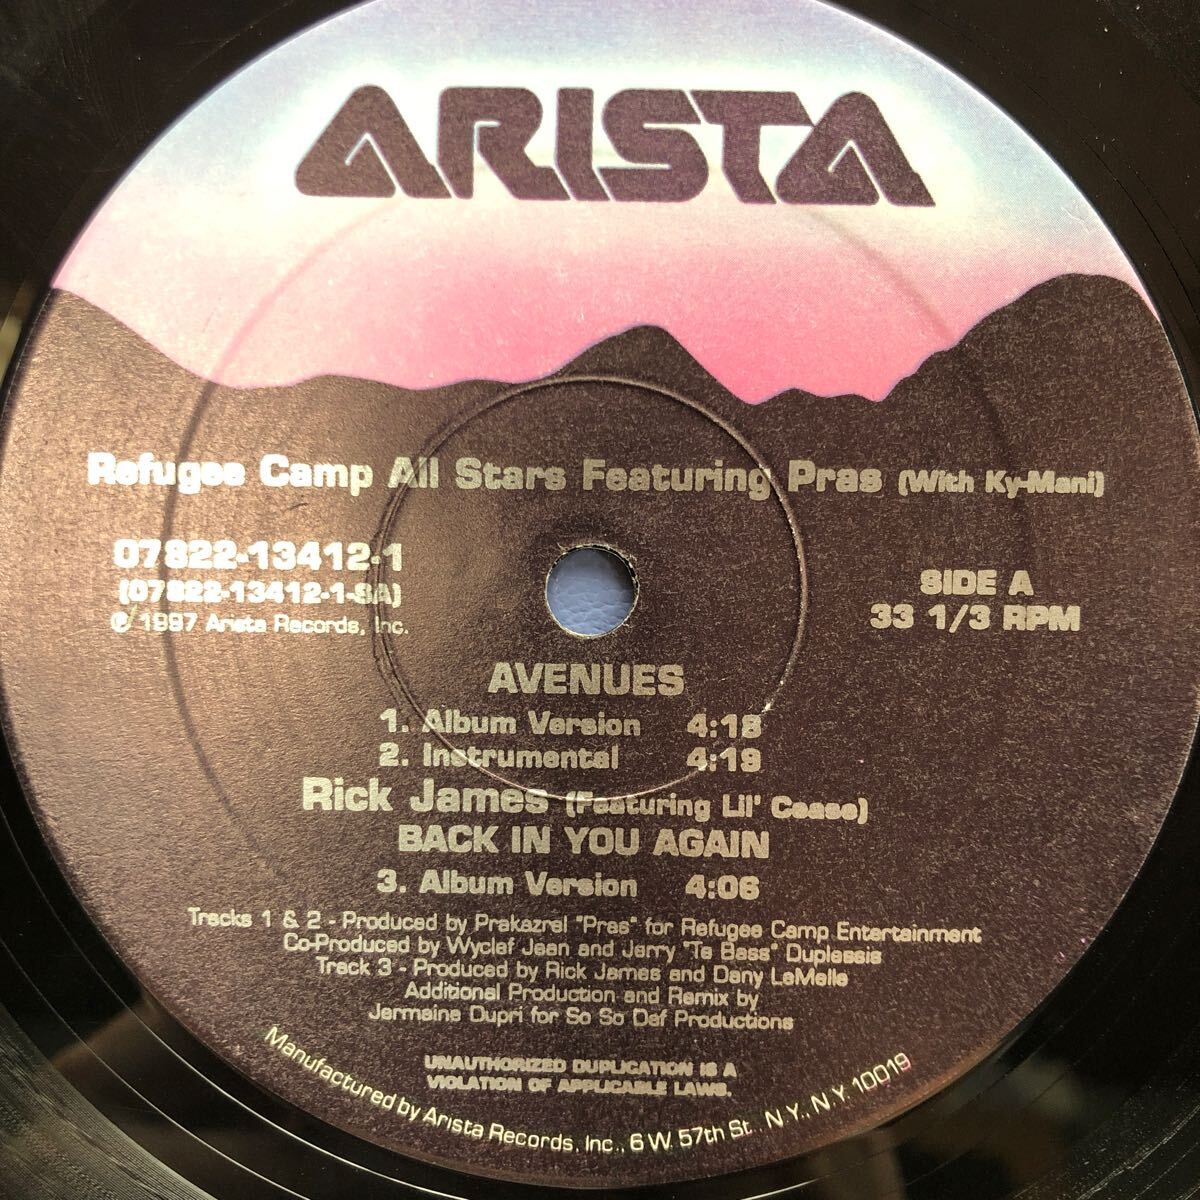 ARISTA
Refugee Camp All Stars Featuring Pras (With Ky-Mani)
07822-13412-1
(07822-13412-1-SA)
℗ 1997 Arista Records, Inc.
SIDE A
33 1/3 RPM
AVENUES
1. Album Version 4:18
2. Instrumental 4:19
Rick James (Featuring Lil' Cease)
BACK IN YOU AGAIN
3. Album Version 4:06
Tracks 1 & 2 - Produced by Prakazrel "Pras" for Refugee Camp Entertainment
Co-Produced by Wyclef Jean and Jerry "Te Bass" Duplessis
Track 3 - Produced by Rick James and Dany LeMelle
Additional Production and Remix by
Jermaine Dupri for So So Def Productions
UNAUTHORIZED DUPLICATION IS A
VIOLATION OF APPLICABLE LAWS.
Manufactured by Arista Records, Inc., 6 W. 57th St. N.Y., N.Y. 10019